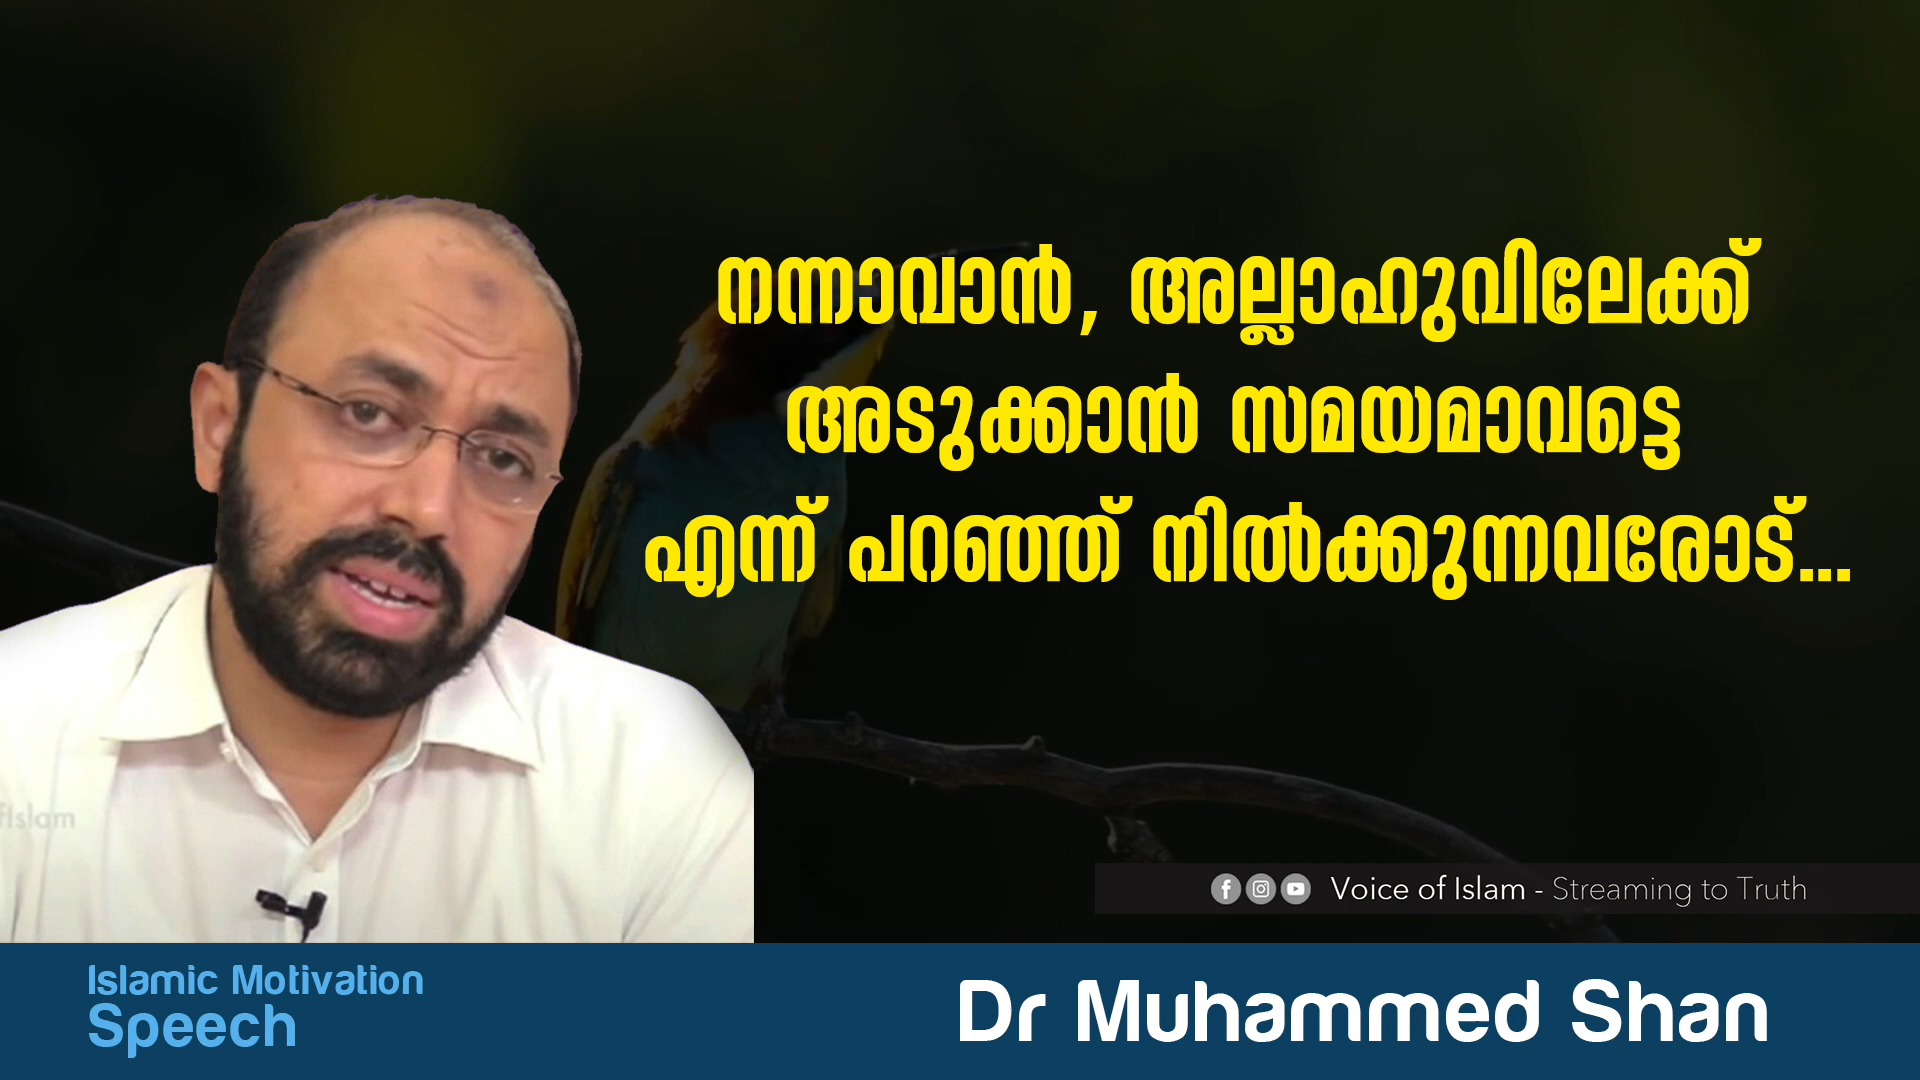 നന്നാവാൻ, അല്ലാഹുവിലേക്ക്
അടുക്കാൻ സമയമാവട്ടെ
എന്ന് പറഞ്ഞ് നിൽക്കുന്നവരോട്...
fIslam
Voice of Islam - Streaming to Truth
Islamic Motivation
Speech
Dr Muhammed Shan